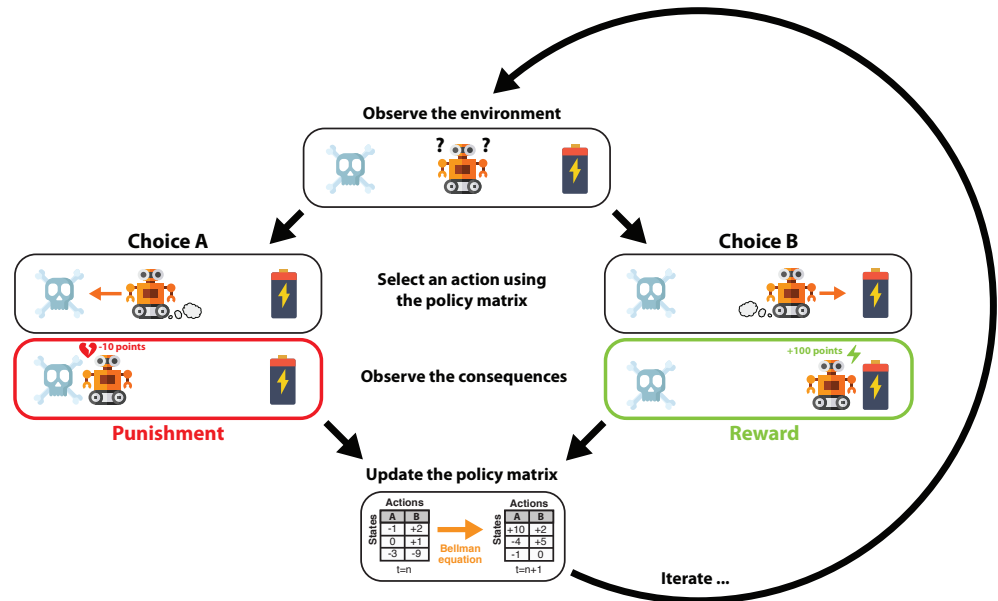 Observe the environment
? ?
Choice A
Choice B
Select an action using
the policy matrix
-10 points
+100 points
Observe the consequences
Punishment
Reward
Update the policy matrix
Actions
States
A B
-1 +2
0 +1
-3 -9
t=n
Bellman
equation
Actions
States
A B
+10 +2
-4 +5
-1 0
t=n+1
Iterate ...